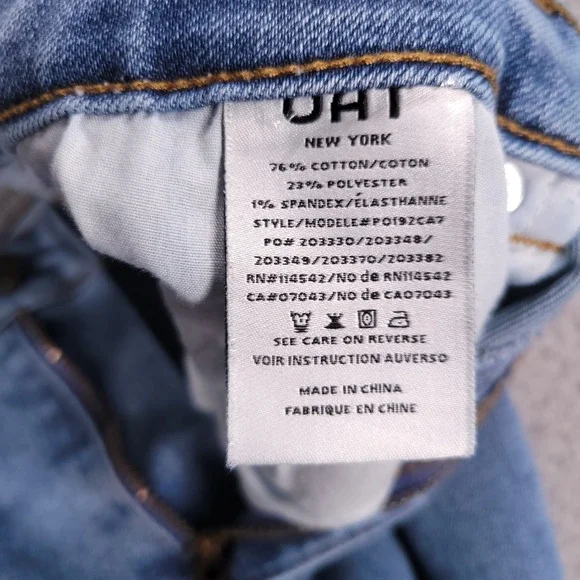 NEW YORK
76% COTTON/COTON
23% POLYESTER
1% SPANDEX/ÉLASTHANNE
STYLE/MODELE#P0192CA7
PO# 203330/203348/
203349/203370/203382
RN#114542/NO de RN114542
CA#07043/NO de CA07043
SEE CARE ON REVERSE
VOIR INSTRUCTION AUVERSO
MADE IN CHINA
FABRIQUE EN CHINE